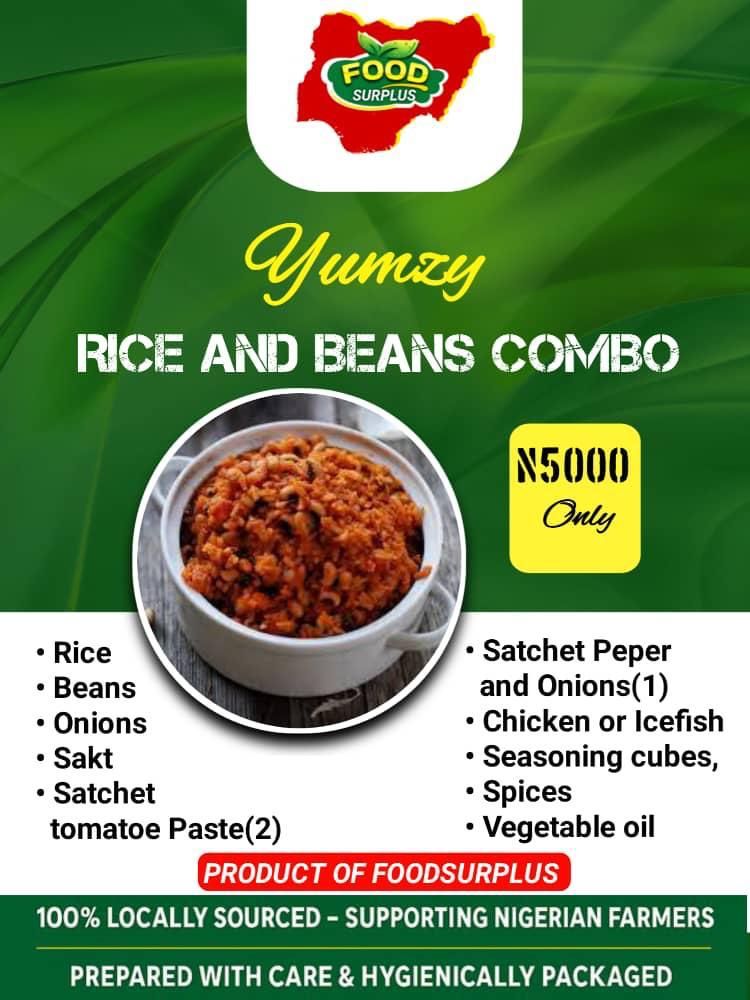 FOOD
SURPLUS
Yumzy
RICE AND BEANS COMBO
₦5000
Only
• Rice
• Beans
• Onions
• Sakt
• Satchet
tomatoe Paste(2)
• Satchet Peper
and Onions(1)
• Chicken or Icefish
• Seasoning cubes,
• Spices
• Vegetable oil
PRODUCT OF FOODSURPLUS
100% LOCALLY SOURCED – SUPPORTING NIGERIAN FARMERS
PREPARED WITH CARE & HYGIENICALLY PACKAGED